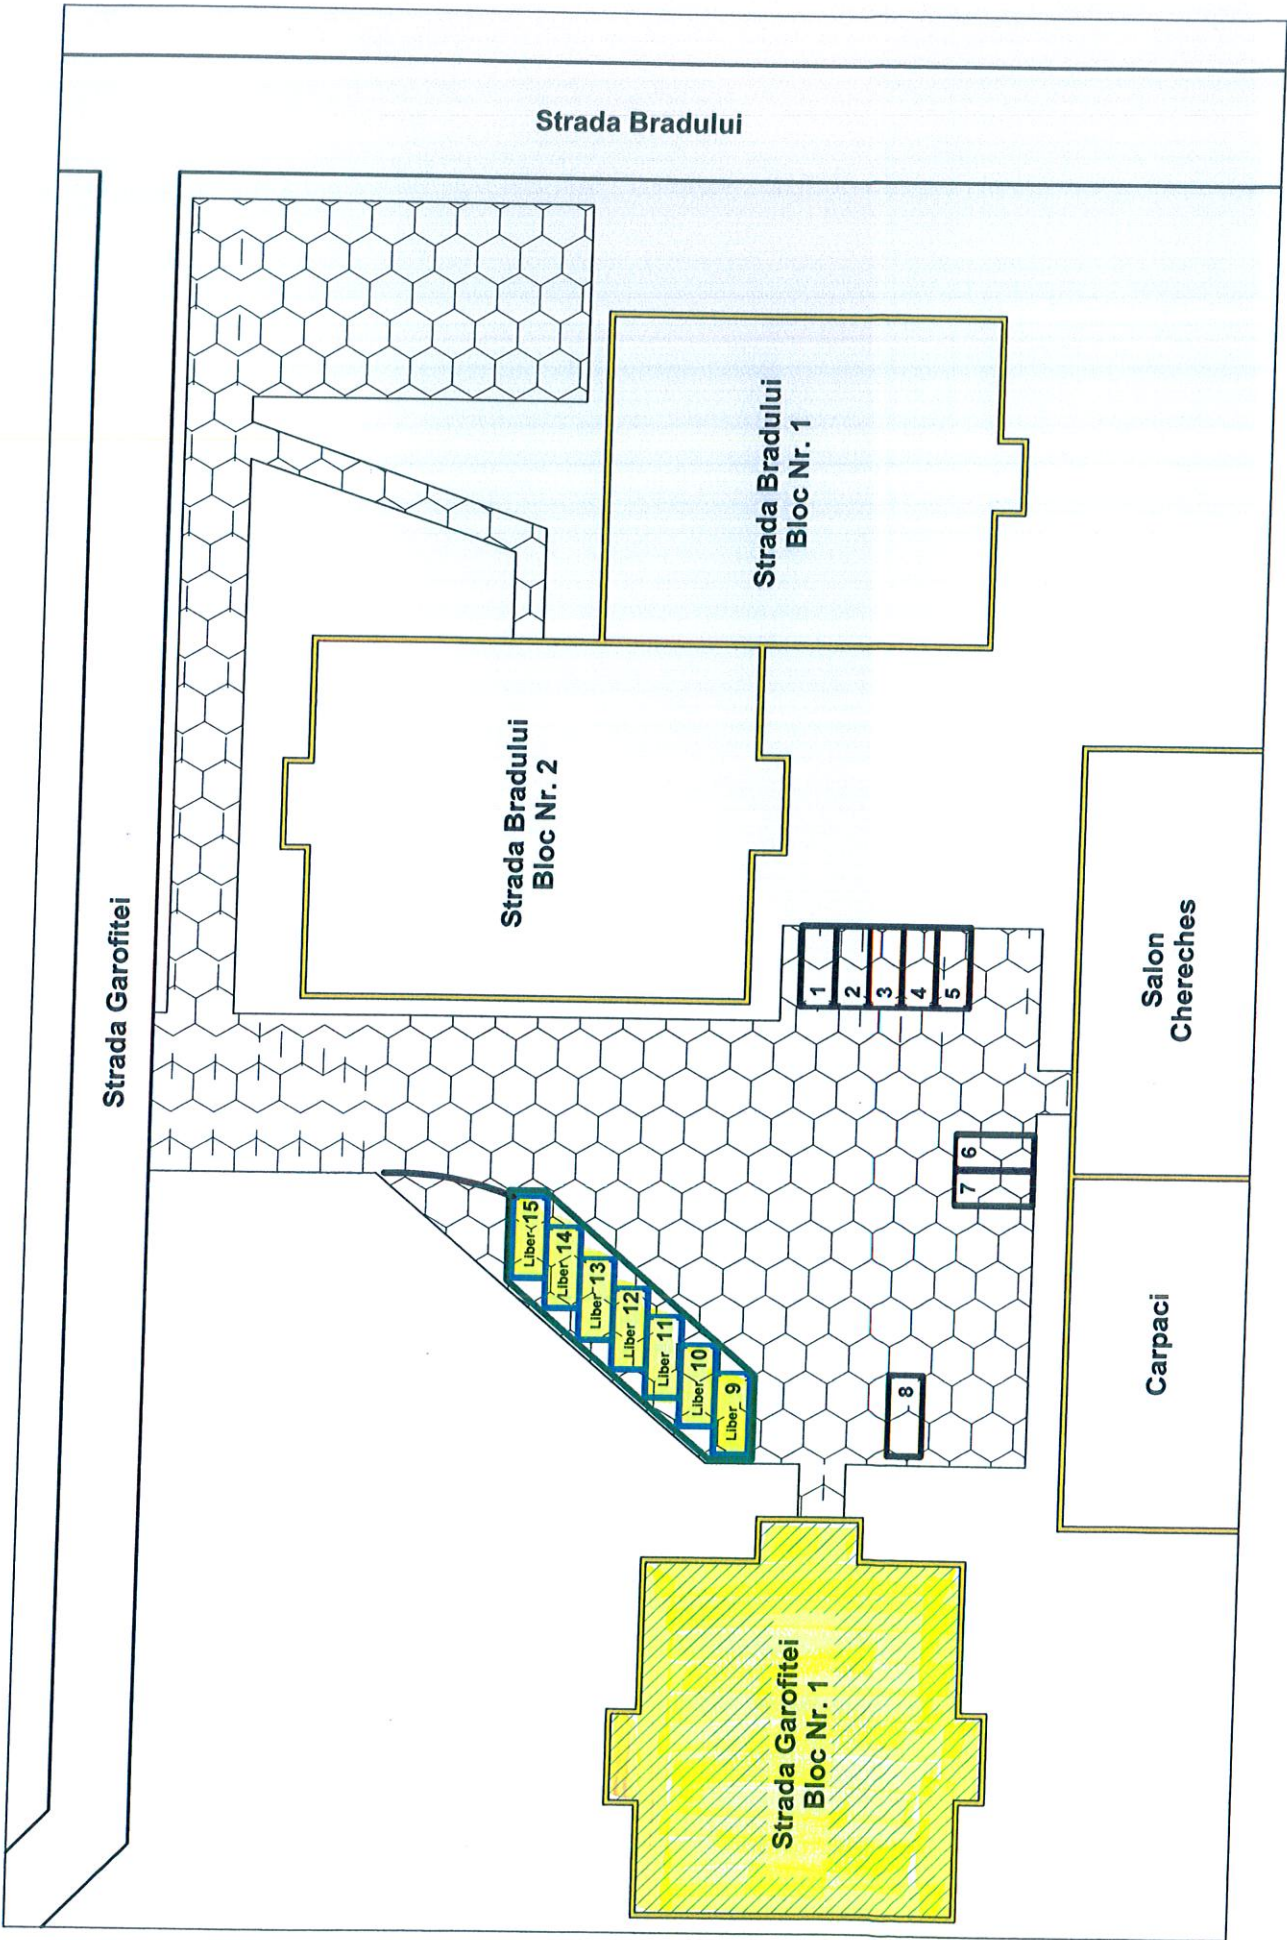 Strada Bradului
Strada Bradului
Bloc Nr. 1
Strada Bradului
Bloc Nr. 2
Strada Garofitei
1
2
3
4
5
Salon
Chereches
6
7
Liber 15
Liber 14
Liber 13
Liber 12
Liber 11
Liber 10
Liber 9
8
Carpaci
Strada Garofitei
Bloc Nr. 1